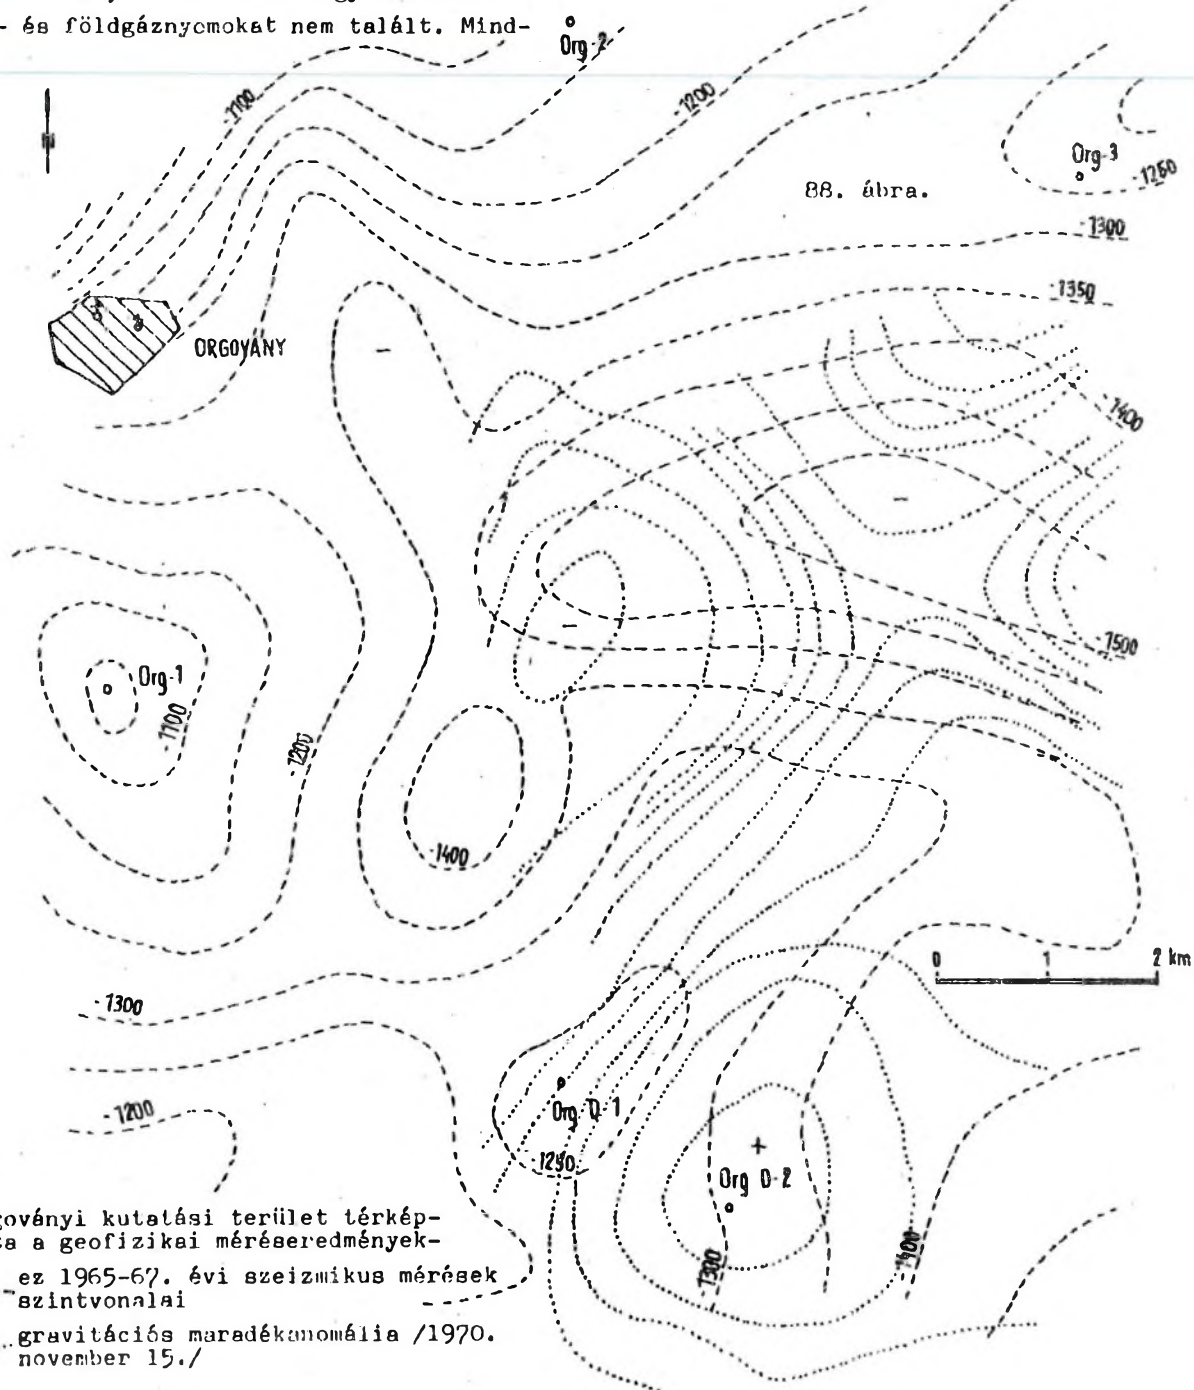 - és földgáznyomokat nem talált. Mind-
Org-2
-1100
-1200
Org-3
-1250
88. ábra.
-1300
-1350
ORGOVÁNY
-1400
-1500
Org-1
-1100
-1200
-1400
0 1 2 km
-1300
-1200
Org D-1
-1250
Org D-2
-1300
-1400
goványi kutatási terület térkép-
a a geofizikai méréseredmények-
ez 1965-67. évi szeizmikus mérések
szintvonalai
gravitációs maradékanomália /1970.
november 15./